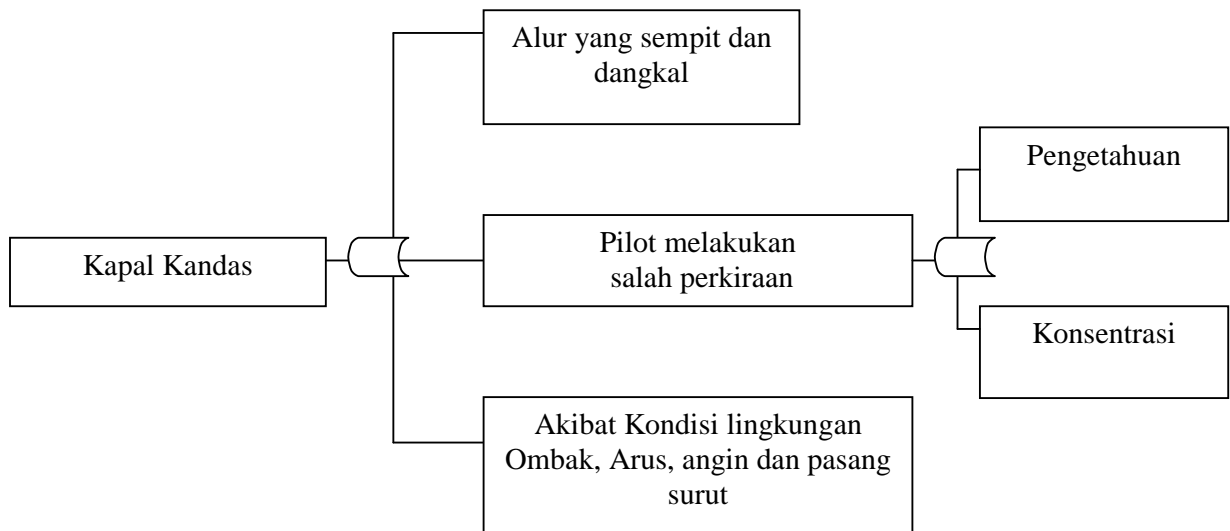 Alur yang sempit dan
dangkal
Pengetahuan
Kapal Kandas
Pilot melakukan
salah perkiraan
Konsentrasi
Akibat Kondisi lingkungan
Ombak, Arus, angin dan pasang
surut